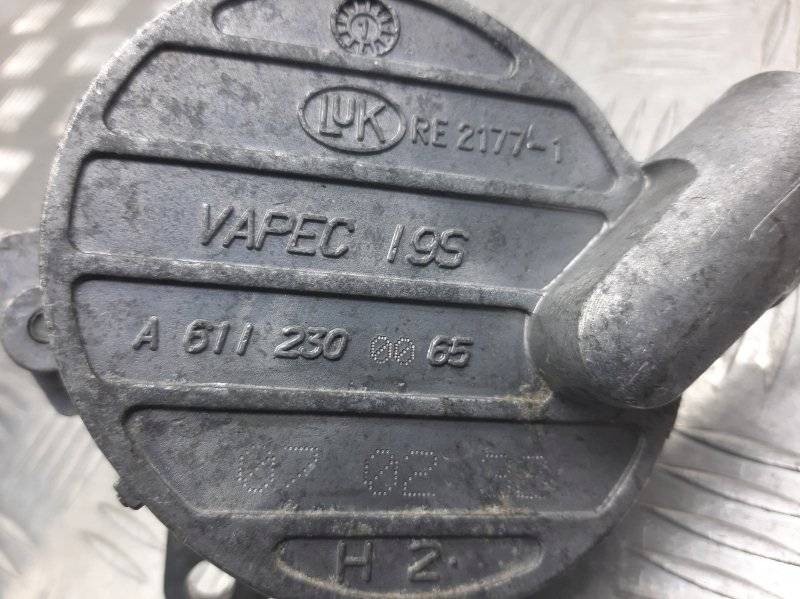 LuK RE 2177-1
VAPEC 19S
A 611 230 00 65
07 02
H 2